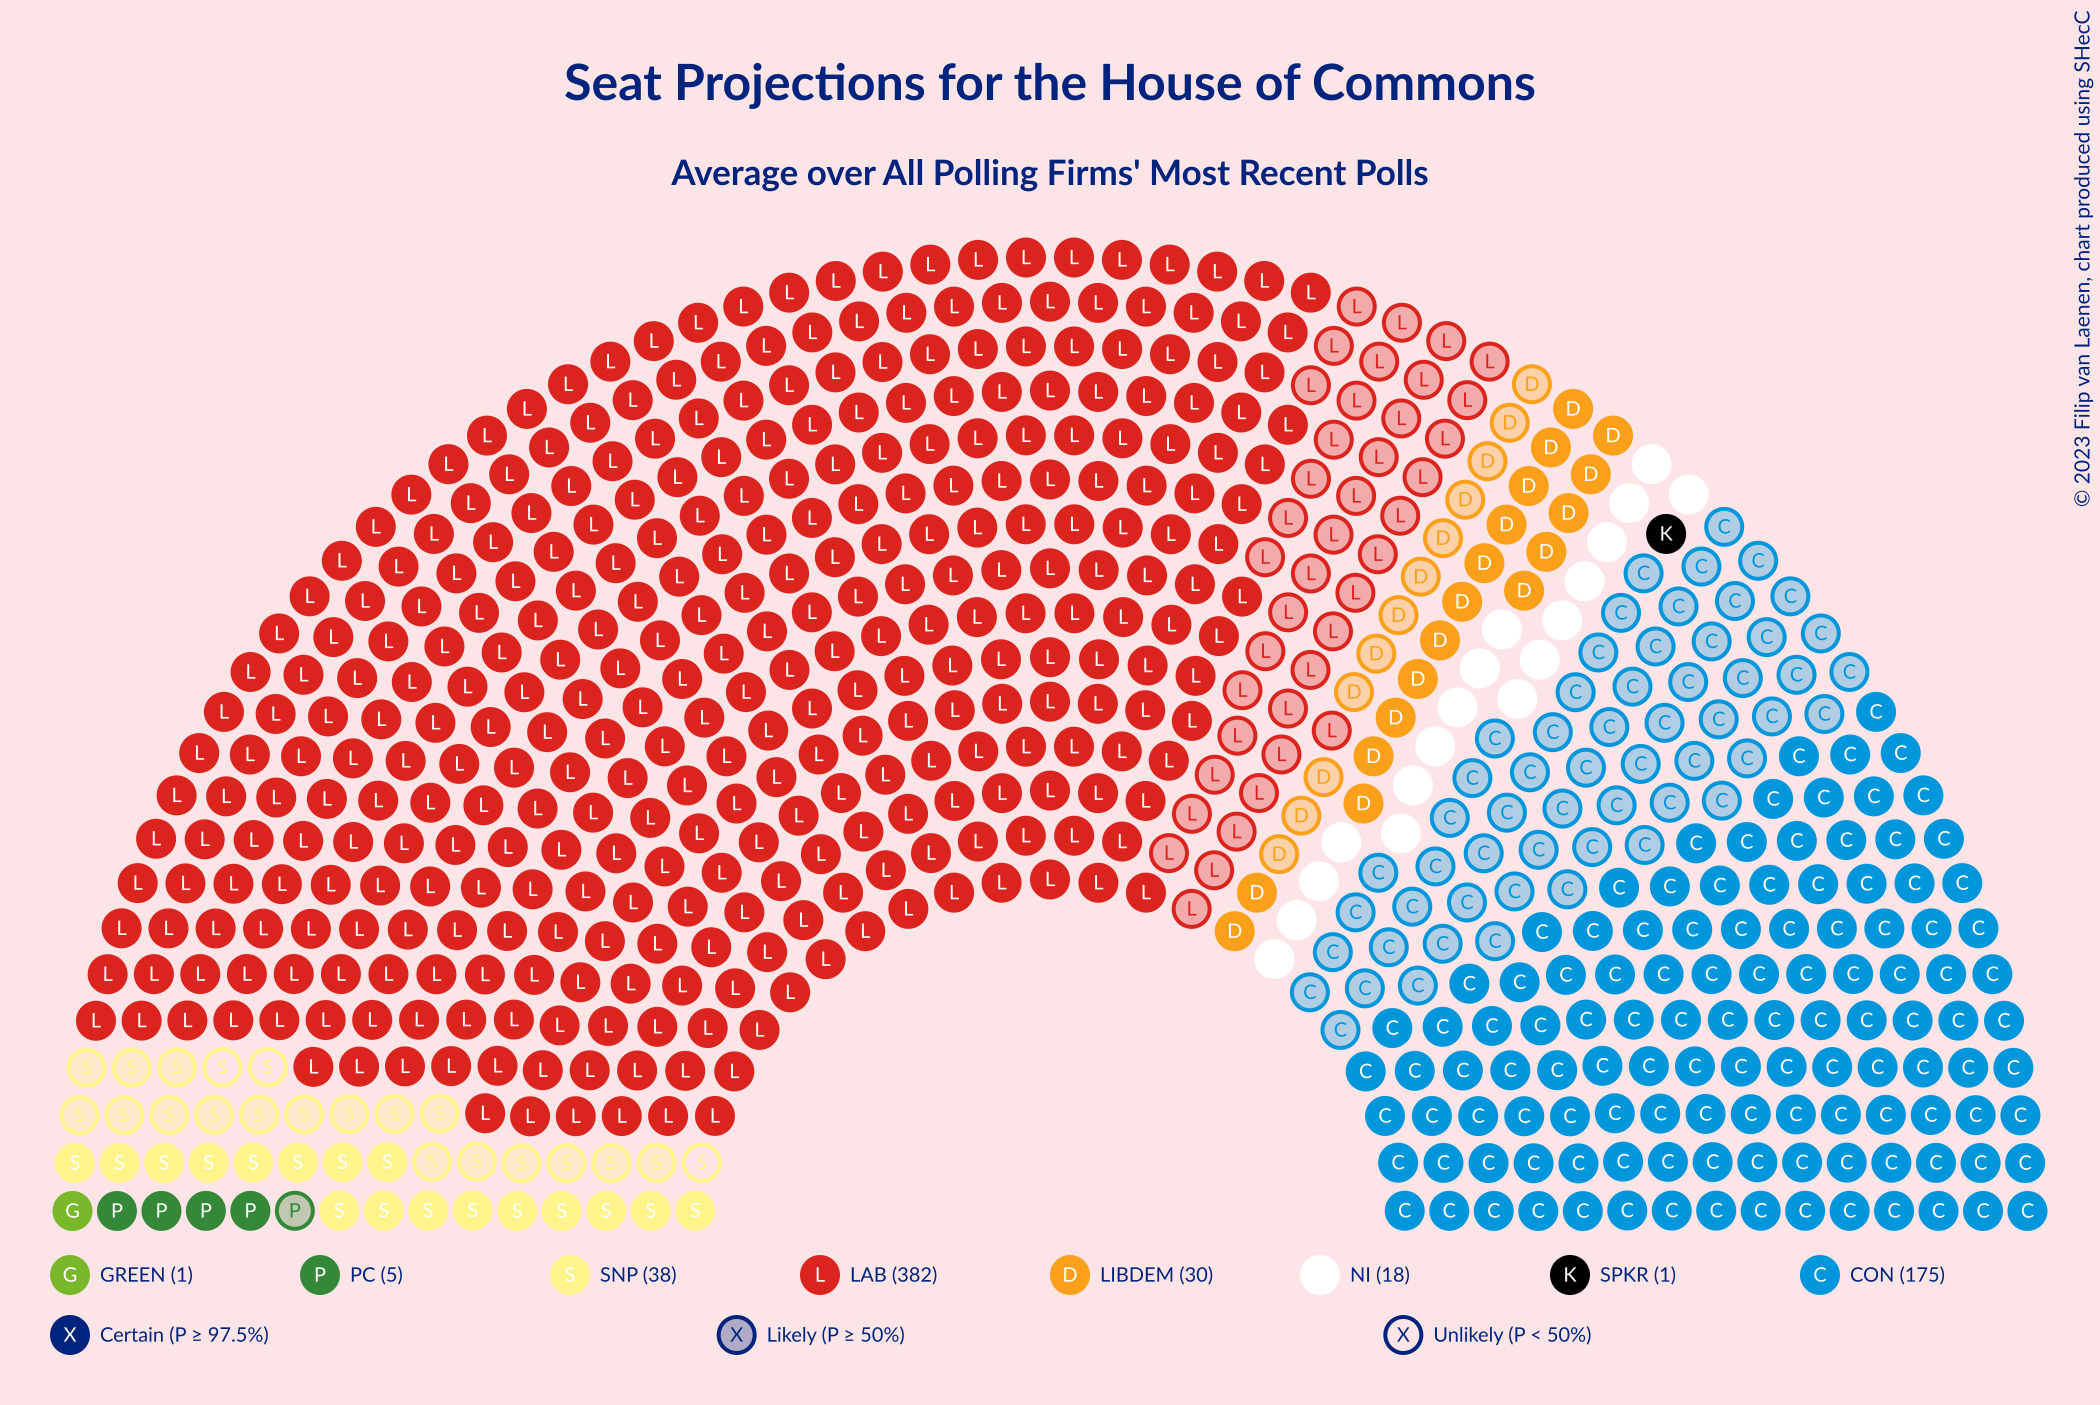 Seat Projections for the House of Commons
Average over All Polling Firms' Most Recent Polls
© 2023 Filip van Laenen, chart produced using SHecC
G GREEN (1)
P PC (5)
S SNP (38)
L LAB (382)
D LIBDEM (30)
NI (18)
K SPKR (1)
C CON (175)
X Certain (P ≥ 97.5%)
X Likely (P ≥ 50%)
X Unlikely (P < 50%)